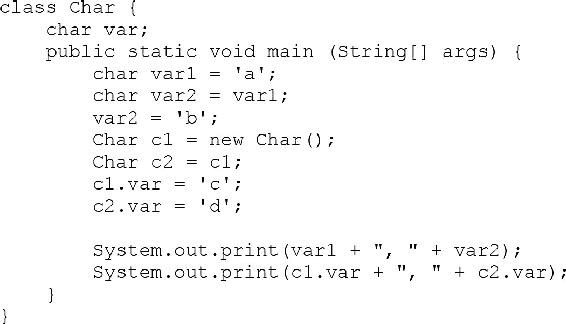 class Char {
    char var;
    public static void main (String[] args) {
        char var1 = 'a';
        char var2 = var1;
        var2 = 'b';
        Char c1 = new Char();
        Char c2 = c1;
        c1.var = 'c';
        c2.var = 'd';

        System.out.print(var1 + ", " + var2);
        System.out.print(c1.var + ", " + c2.var);
    }
}